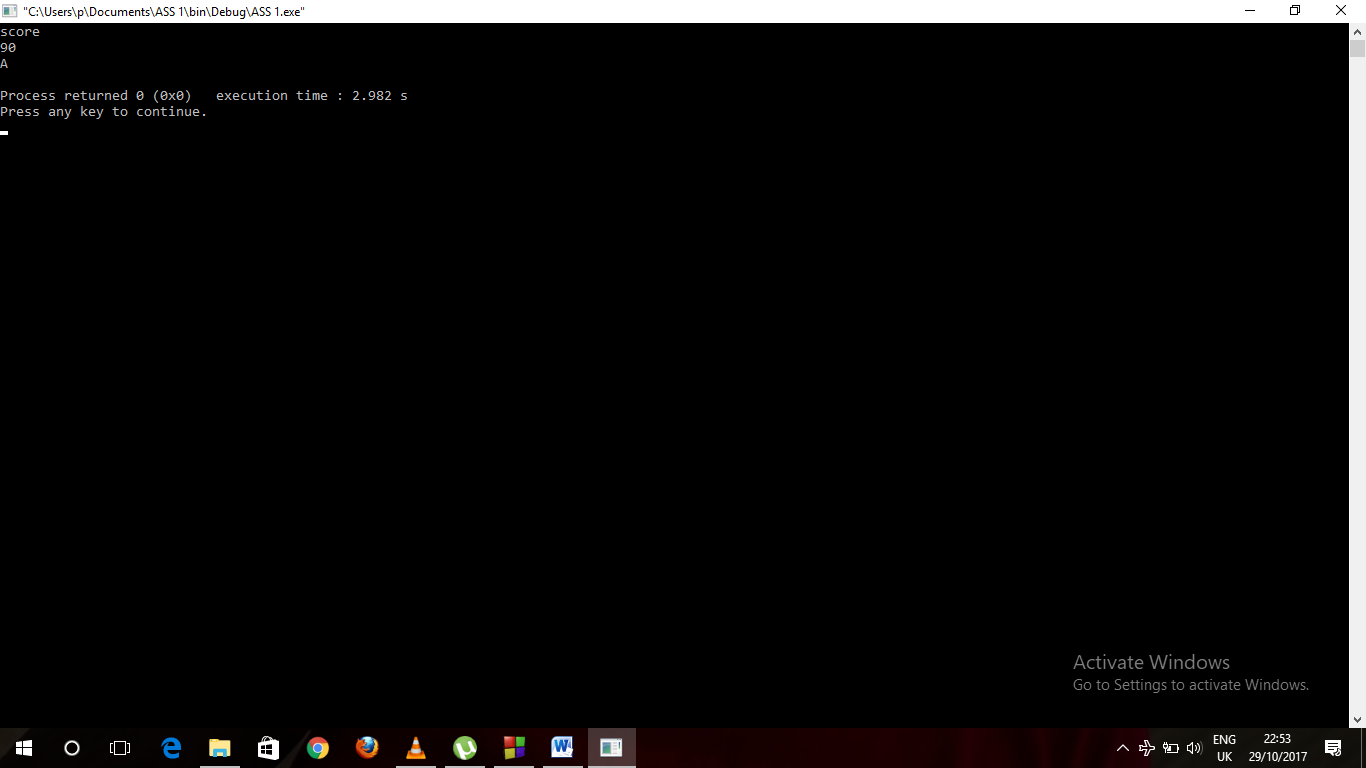 "C:\Users\p\Documents\ASS 1\bin\Debug\ASS 1.exe"
score
90
A
Process returned 0 (0x0)   execution time : 2.982 s
Press any key to continue.
Activate Windows
Go to Settings to activate Windows.
ENG
UK
22:53
29/10/2017